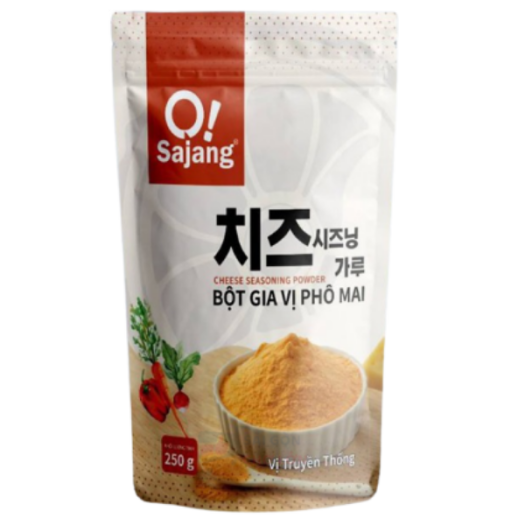 O!
Sajang®
치즈 시즈닝
가루
CHEESE SEASONING POWDER
BỘT GIA VỊ PHÔ MAI
250 g
Vị Truyền Thống